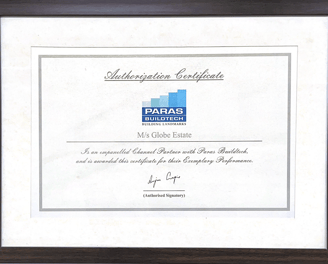 Authorization Certificate
PARAS
BUILDTECH
BUILDING LANDMARKS
M/s Globe Estate
Is an unparalled Channel Partner with Paras Buildtech,
and is awarded this certificate for their Exemplary Performance.
(Authorised Signatory)